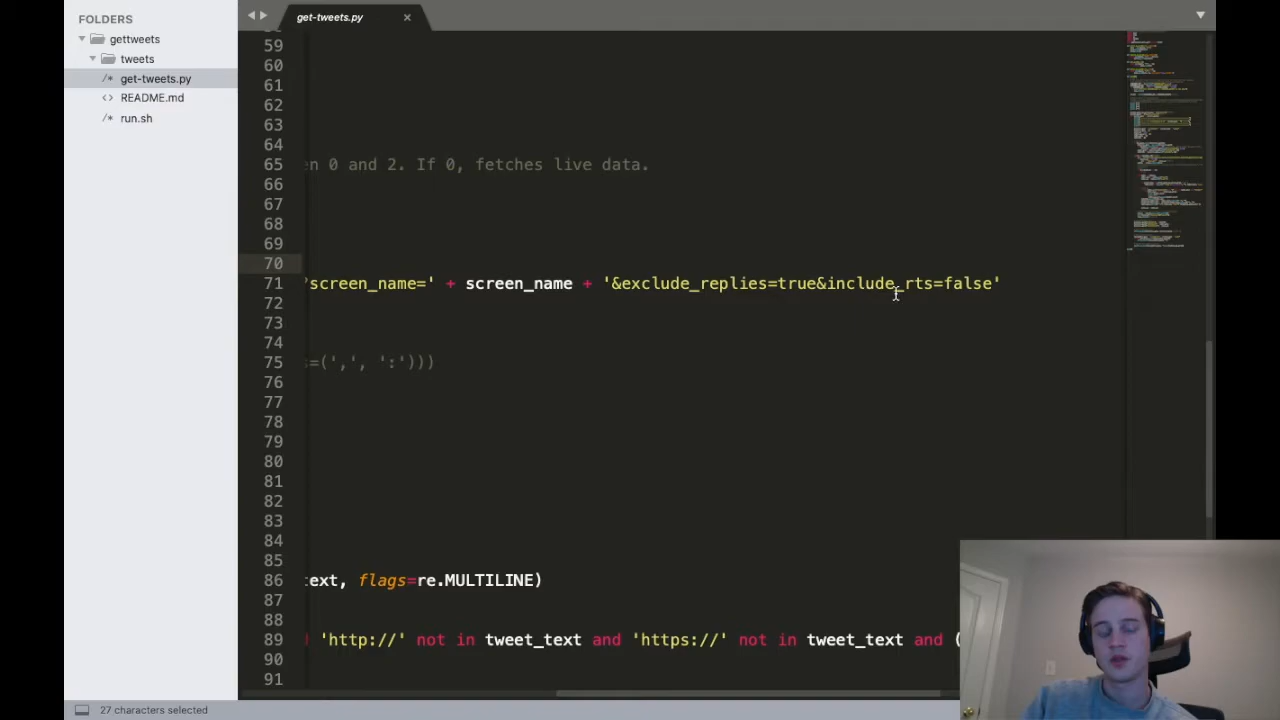 FOLDERS
gettweets
tweets
/* get-tweets.py
<> README.md
/* run.sh
get-tweets.py ×
59
60
61
62
63
64
65 en 0 and 2. If 0, fetches live data.
66
67
68
69
70
71 ?screen_name=' + screen_name + '&exclude_replies=true&include_rts=false'
72
73
74
75 s=(',', ':')))
76
77
78
79
80
81
82
83
84
85
86 text, flags=re.MULTILINE)
87
88
89 'http://' not in tweet_text and 'https://' not in tweet_text and (
90
91
27 characters selected